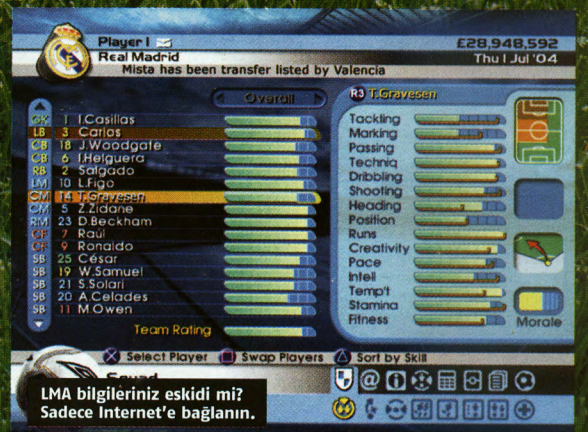 Player 1
£28,948,592
Real Madrid
Thu 1 Jul '04
Mista has been transfer listed by Valencia
Overall
GK 1 I.Casillas
LB 3 Carlos
CB 18 J.Woodgate
CB 6 I.Helguera
RB 2 Salgado
LM 10 L.Figo
CM 14 T.Gravesen
CM 5 Z.Zidane
RM 23 D.Beckham
CF 7 Raúl
CF 9 Ronaldo
SB 25 César
SB 19 W.Samuel
SB 21 S.Solari
SB 20 A.Celades
SB 11 M.Owen
Team Rating
R3 T.Gravesen
Tackling
Marking
Passing
Techniq
Dribbling
Shooting
Heading
Position
Runs
Creativity
Pace
Intell
Temp't
Stamina
Fitness
Morale
Select Player Swap Players Sort by Skill
Squad
LMA bilgileriniz eskidi mi?
Sadece Internet'e bağlanın.